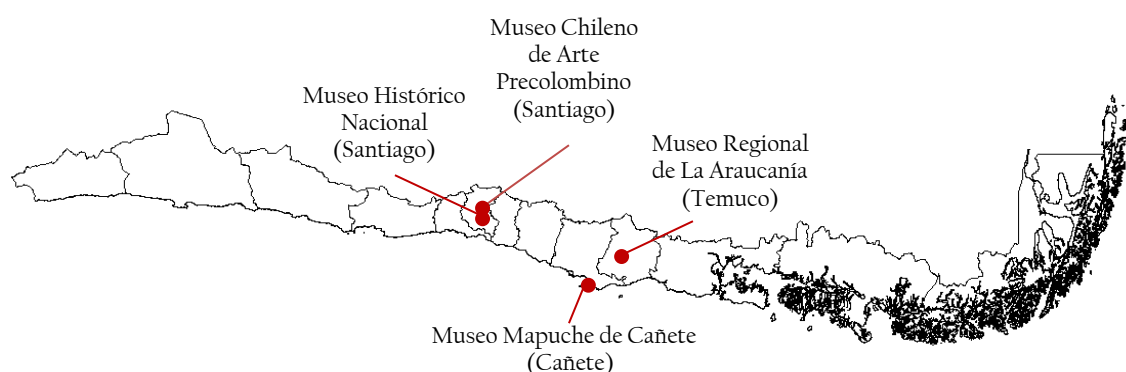 Museo Chileno
de Arte
Precolombino
(Santiago)
Museo Histórico
Nacional
(Santiago)
Museo Regional
de La Araucanía
(Temuco)
Museo Mapuche de Cañete
(Cañete)